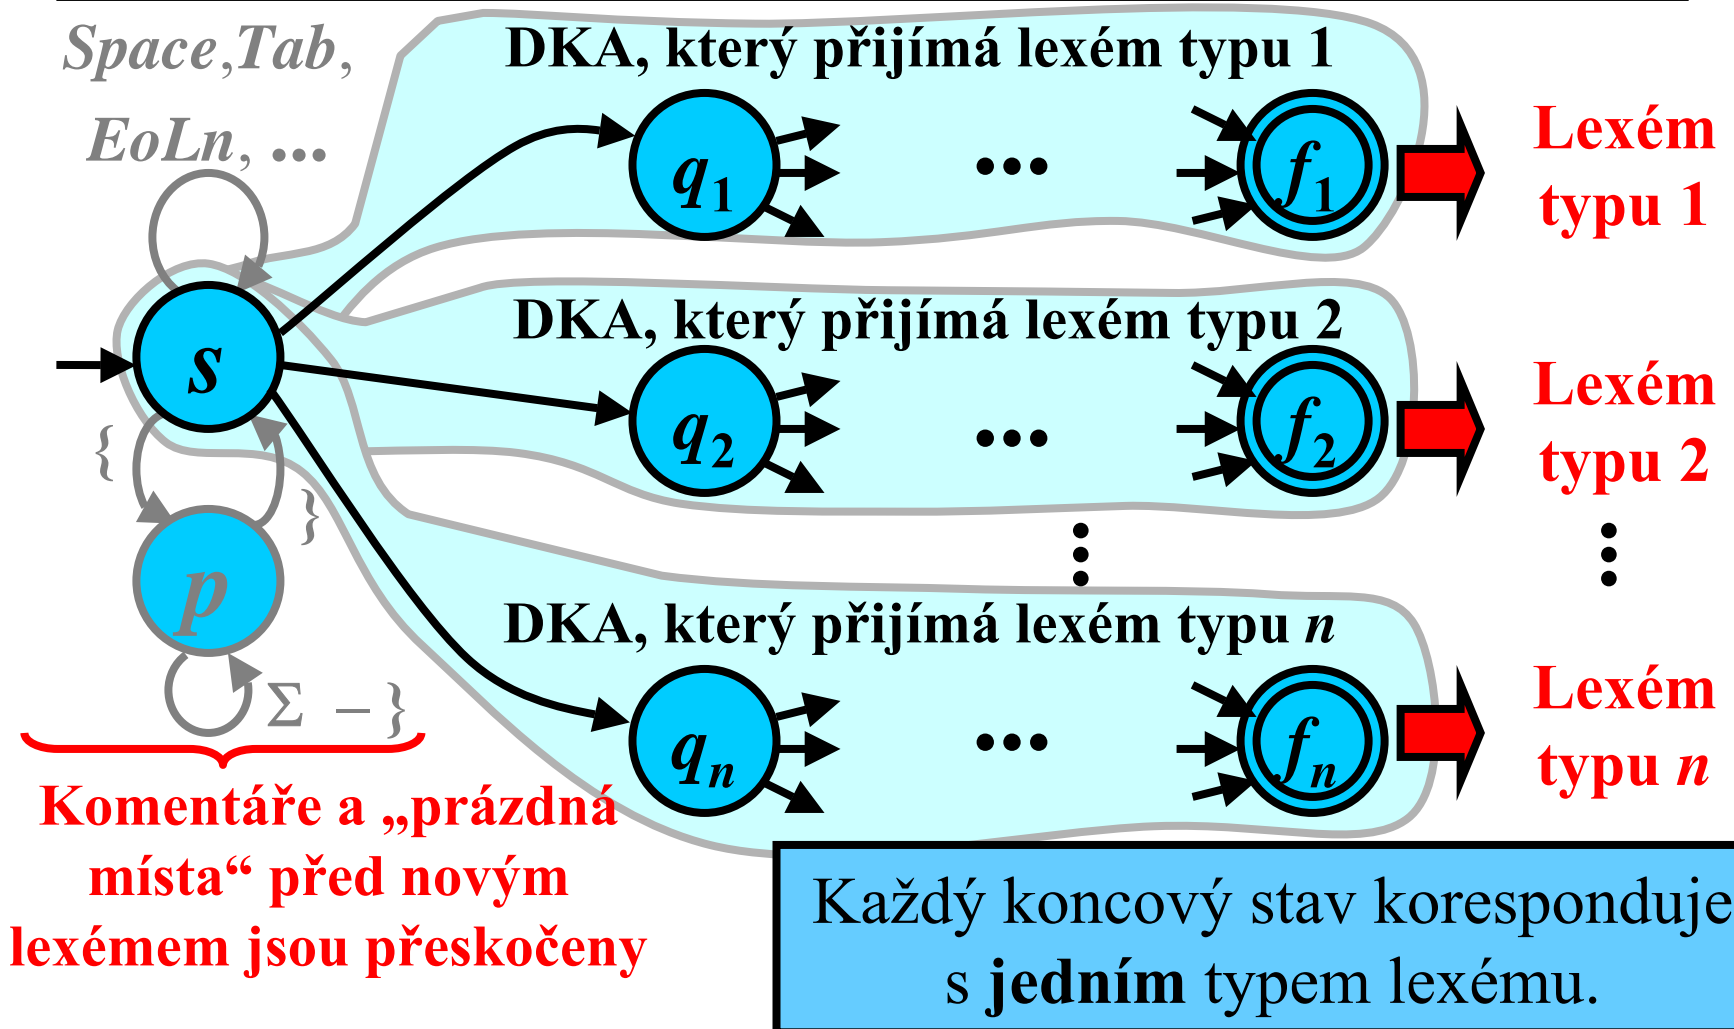 Space,Tab,
EoLn, ...
DKA, který přijímá lexém typu 1
q1
...
f1
Lexém
typu 1
s
DKA, který přijímá lexém typu 2
q2
...
f2
Lexém
typu 2
{
}
p
Σ – }
DKA, který přijímá lexém typu n
qn
...
fn
Lexém
typu n
Komentáře a „prázdná
místa“ před novým
lexémem jsou přeskočeny
Každý koncový stav koresponduje
s jedním typem lexému.